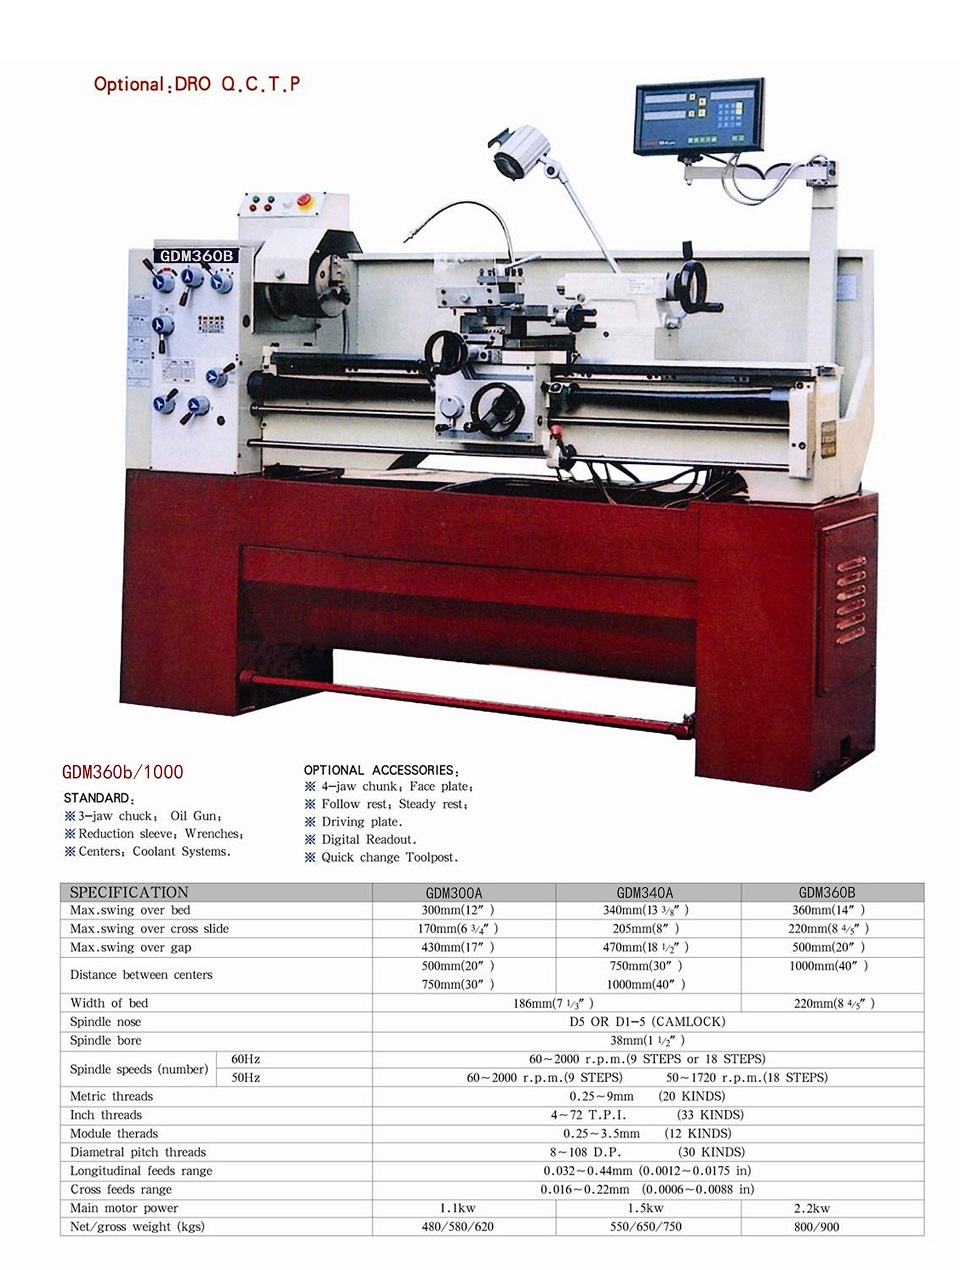 Optional:DRO Q.C.T.P
GDM360B
GDM360b/1000
STANDARD:
※3-jaw chuck; Oil Gun;
※Reduction sleeve; Wrenches;
※Centers; Coolant Systems.
OPTIONAL ACCESSORIES:
※ 4-jaw chunk; Face plate;
※ Follow rest; Steady rest;
※ Driving plate.
※ Digital Readout.
※ Quick change Toolpost.
SPECIFICATION GDM300A GDM340A GDM360B
Max.swing over bed 300mm(12″ ) 340mm(13 3/8″ ) 360mm(14″ )
Max.swing over cross slide 170mm(6 3/4″ ) 205mm(8″ ) 220mm(8 4/5″ )
Max.swing over gap 430mm(17″ ) 470mm(18 1/2″ ) 500mm(20″ )
Distance between centers 500mm(20″ ) 750mm(30″ ) 1000mm(40″ )
750mm(30″ ) 1000mm(40″ )
Width of bed 186mm(7 1/3″ ) 220mm(8 4/5″ )
Spindle nose D5 OR D1-5 (CAMLOCK)
Spindle bore 38mm(1 1/2″ )
Spindle speeds (number) 60Hz 60~2000 r.p.m.(9 STEPS or 18 STEPS)
50Hz 60~2000 r.p.m.(9 STEPS) 50~1720 r.p.m.(18 STEPS)
Metric threads 0.25~9mm (20 KINDS)
Inch threads 4~72 T.P.I. (33 KINDS)
Module therads 0.25~3.5mm (12 KINDS)
Diametral pitch threads 8~108 D.P. (30 KINDS)
Longitudinal feeds range 0.032~0.44mm (0.0012~0.0175 in)
Cross feeds range 0.016~0.22mm (0.0006~0.0088 in)
Main motor power 1.1kw 1.5kw 2.2kw
Net/gross weight (kgs) 480/580/620 550/650/750 800/900